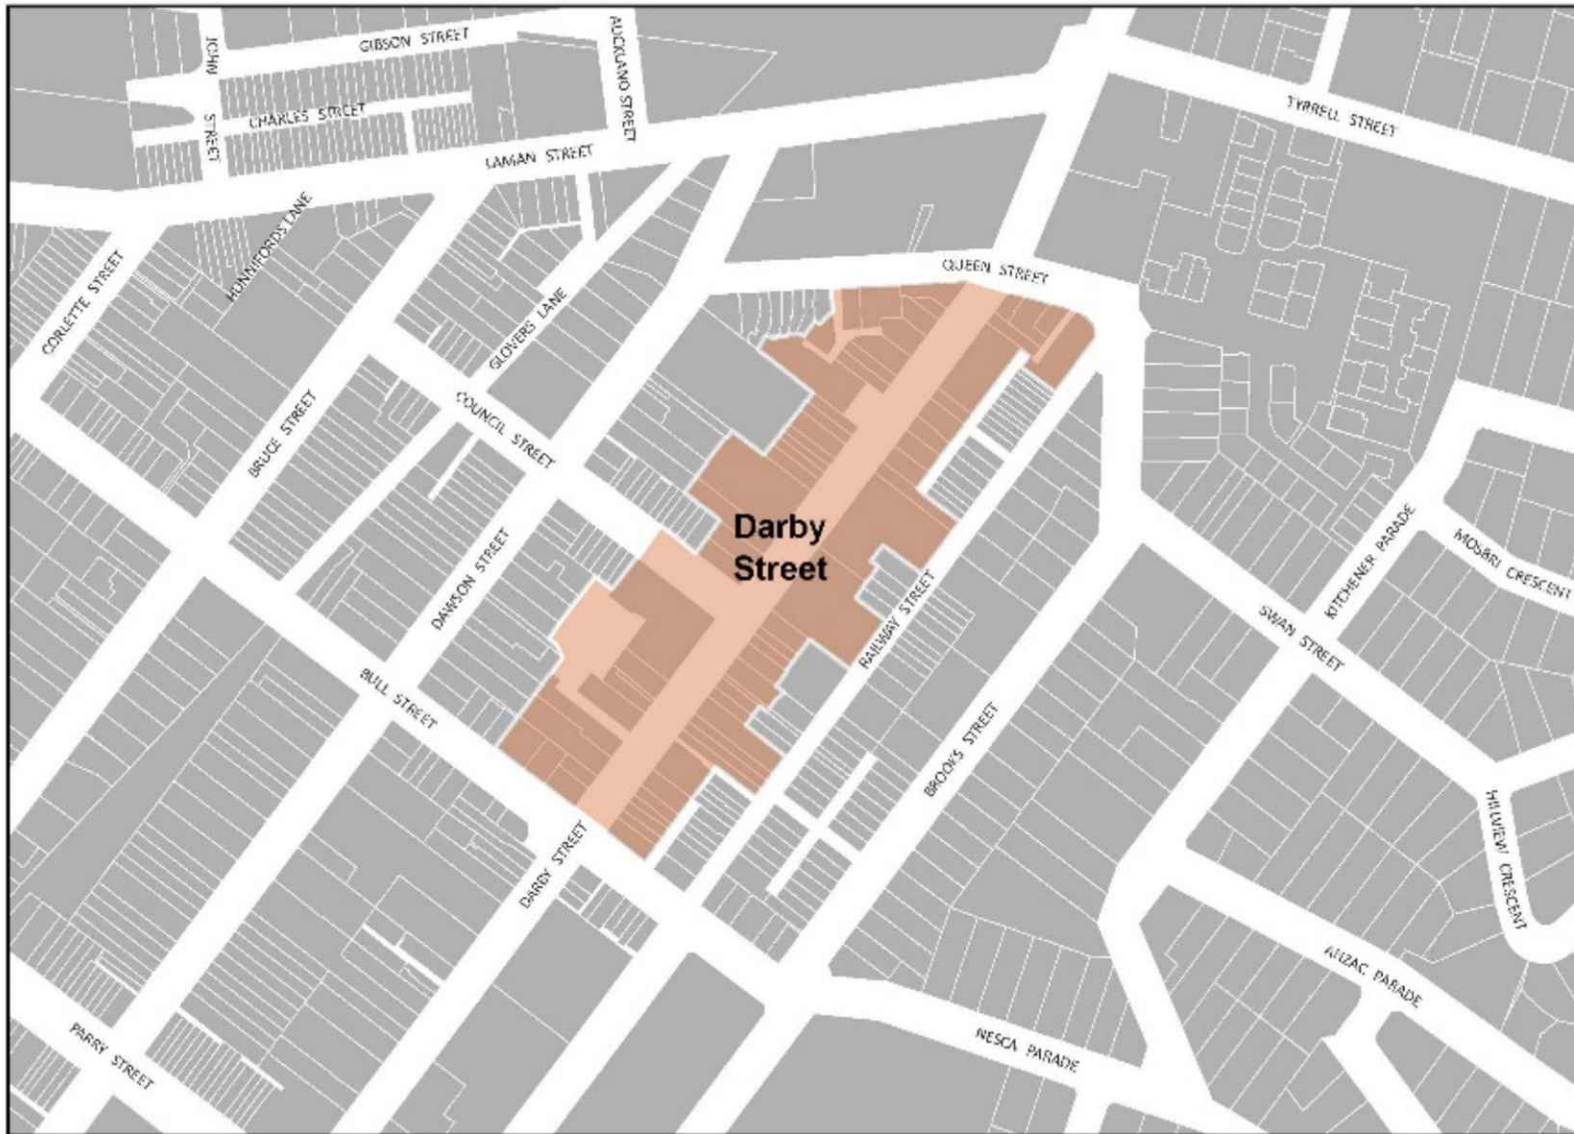 GIBSON STREET
JOHN STREET
AUCKLAND STREET
CHARLES STREET
TYRRELL STREET
LAMAN STREET
HUNNIFORDS LANE
CORLETTE STREET
QUEEN STREET
GLOVERS LANE
COUNCIL STREET
BRUCE STREET
Darby
Street
DAWSON STREET
KITCHENER PARADE
MOSBRI CRESCENT
RAILWAY STREET
SWAN STREET
BULL STREET
BROOKS STREET
HILLVIEW CRESCENT
DARBY STREET
ANZAC PARADE
PARRY STREET
NESCA PARADE